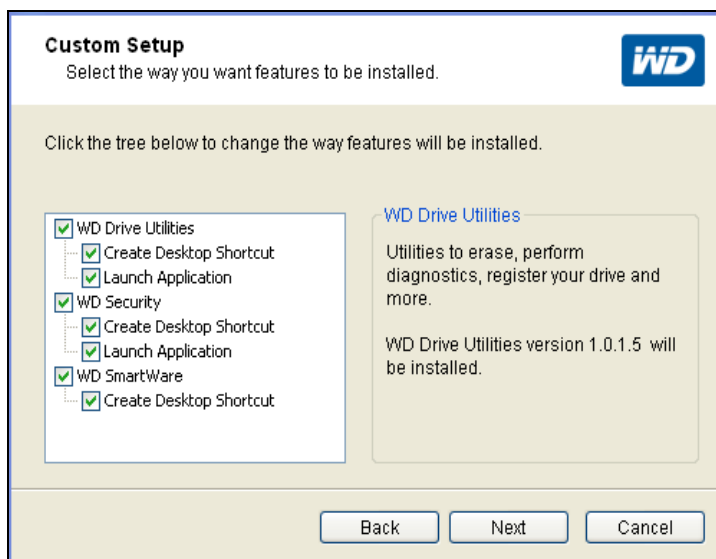 Custom Setup
Select the way you want features to be installed.
WD
Click the tree below to change the way features will be installed.
WD Drive Utilities
Create Desktop Shortcut
Launch Application
WD Security
Create Desktop Shortcut
Launch Application
WD SmartWare
Create Desktop Shortcut
WD Drive Utilities
Utilities to erase, perform
diagnostics, register your drive and
more.
WD Drive Utilities version 1.0.1.5 will
be installed.
Back
Next
Cancel